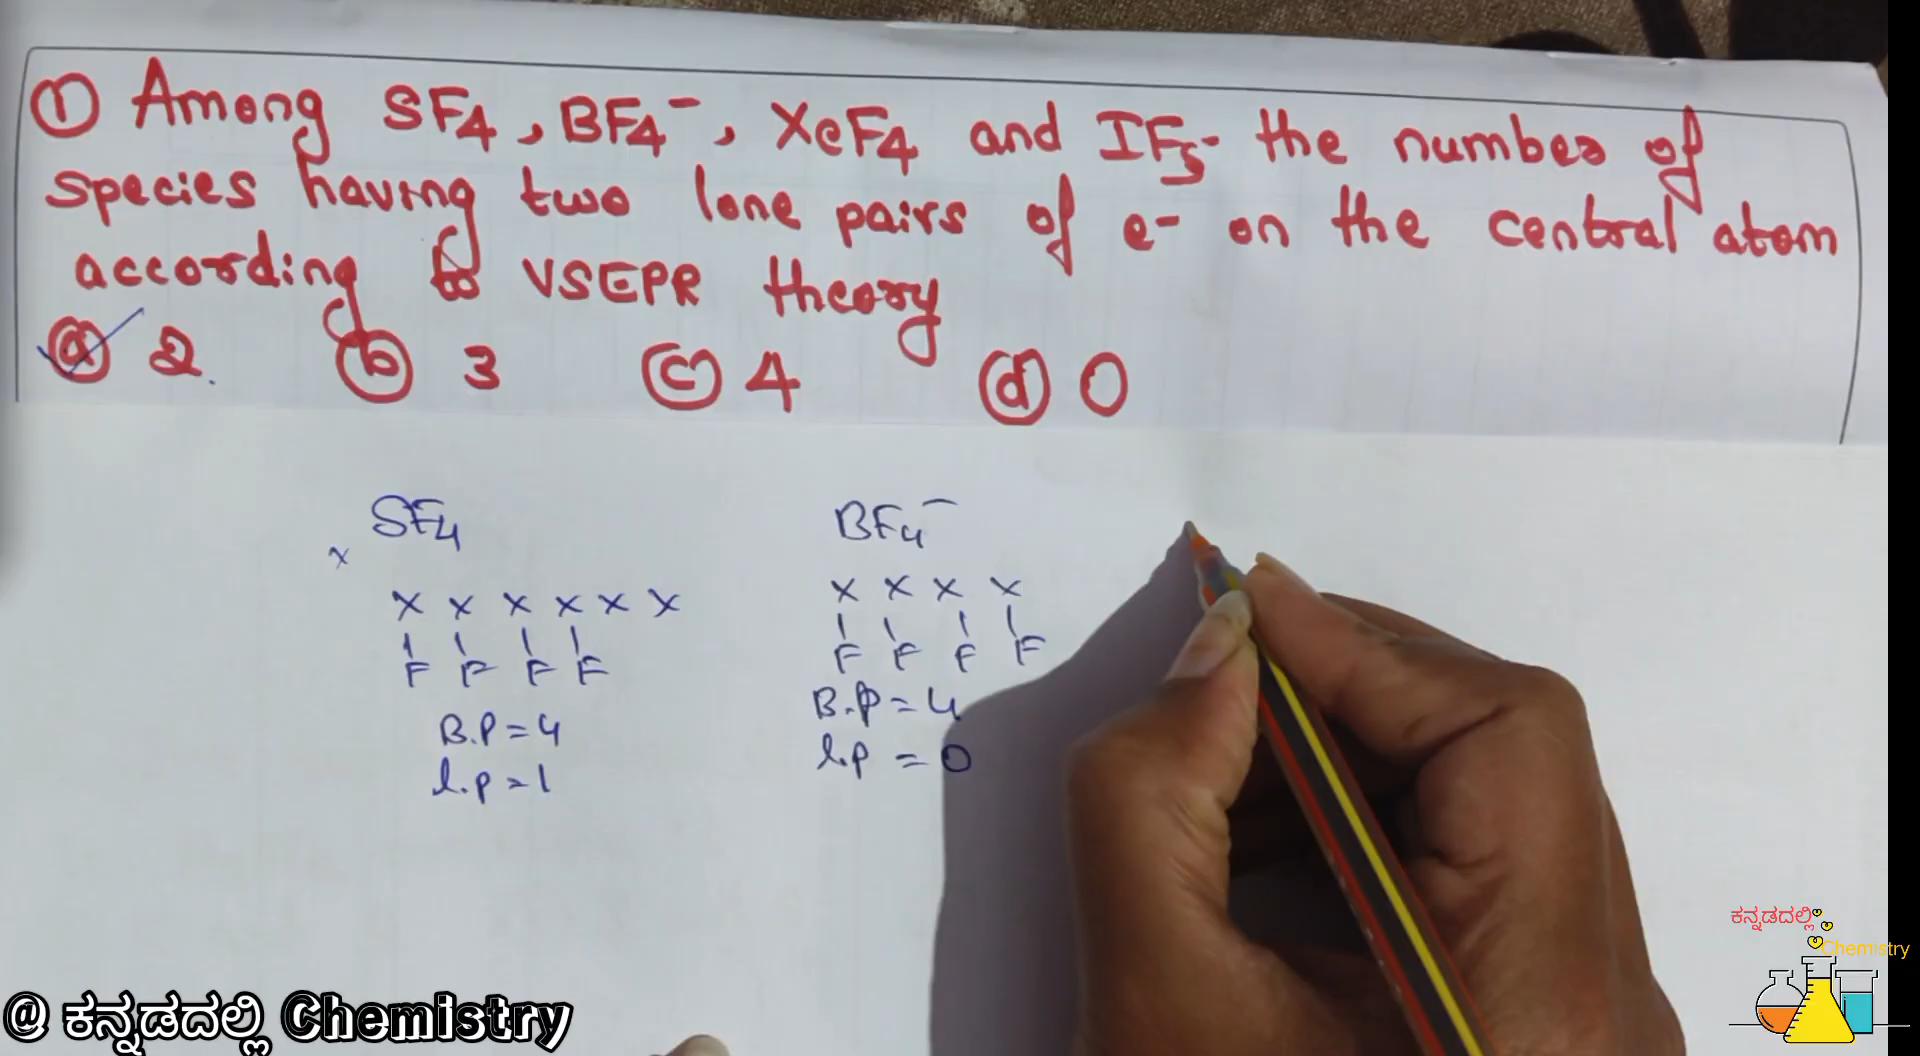 ① Among SF4, BF4⁻, XeF4 and IF5⁻ the number of
species having two lone pairs of e- on the central atom
according to VSEPR theory
ⓐ 2. ⓑ 3 ⓒ 4 ⓓ 0
SF4
x
x x x x x x
F F F F
B.P = 4
l.p = 1
BF4⁻
x x x x
F F F F
B.P = 4
l.p = 0
ಕನ್ನಡದಲ್ಲಿ
Chemistry
@ ಕನ್ನಡದಲ್ಲಿ Chemistry